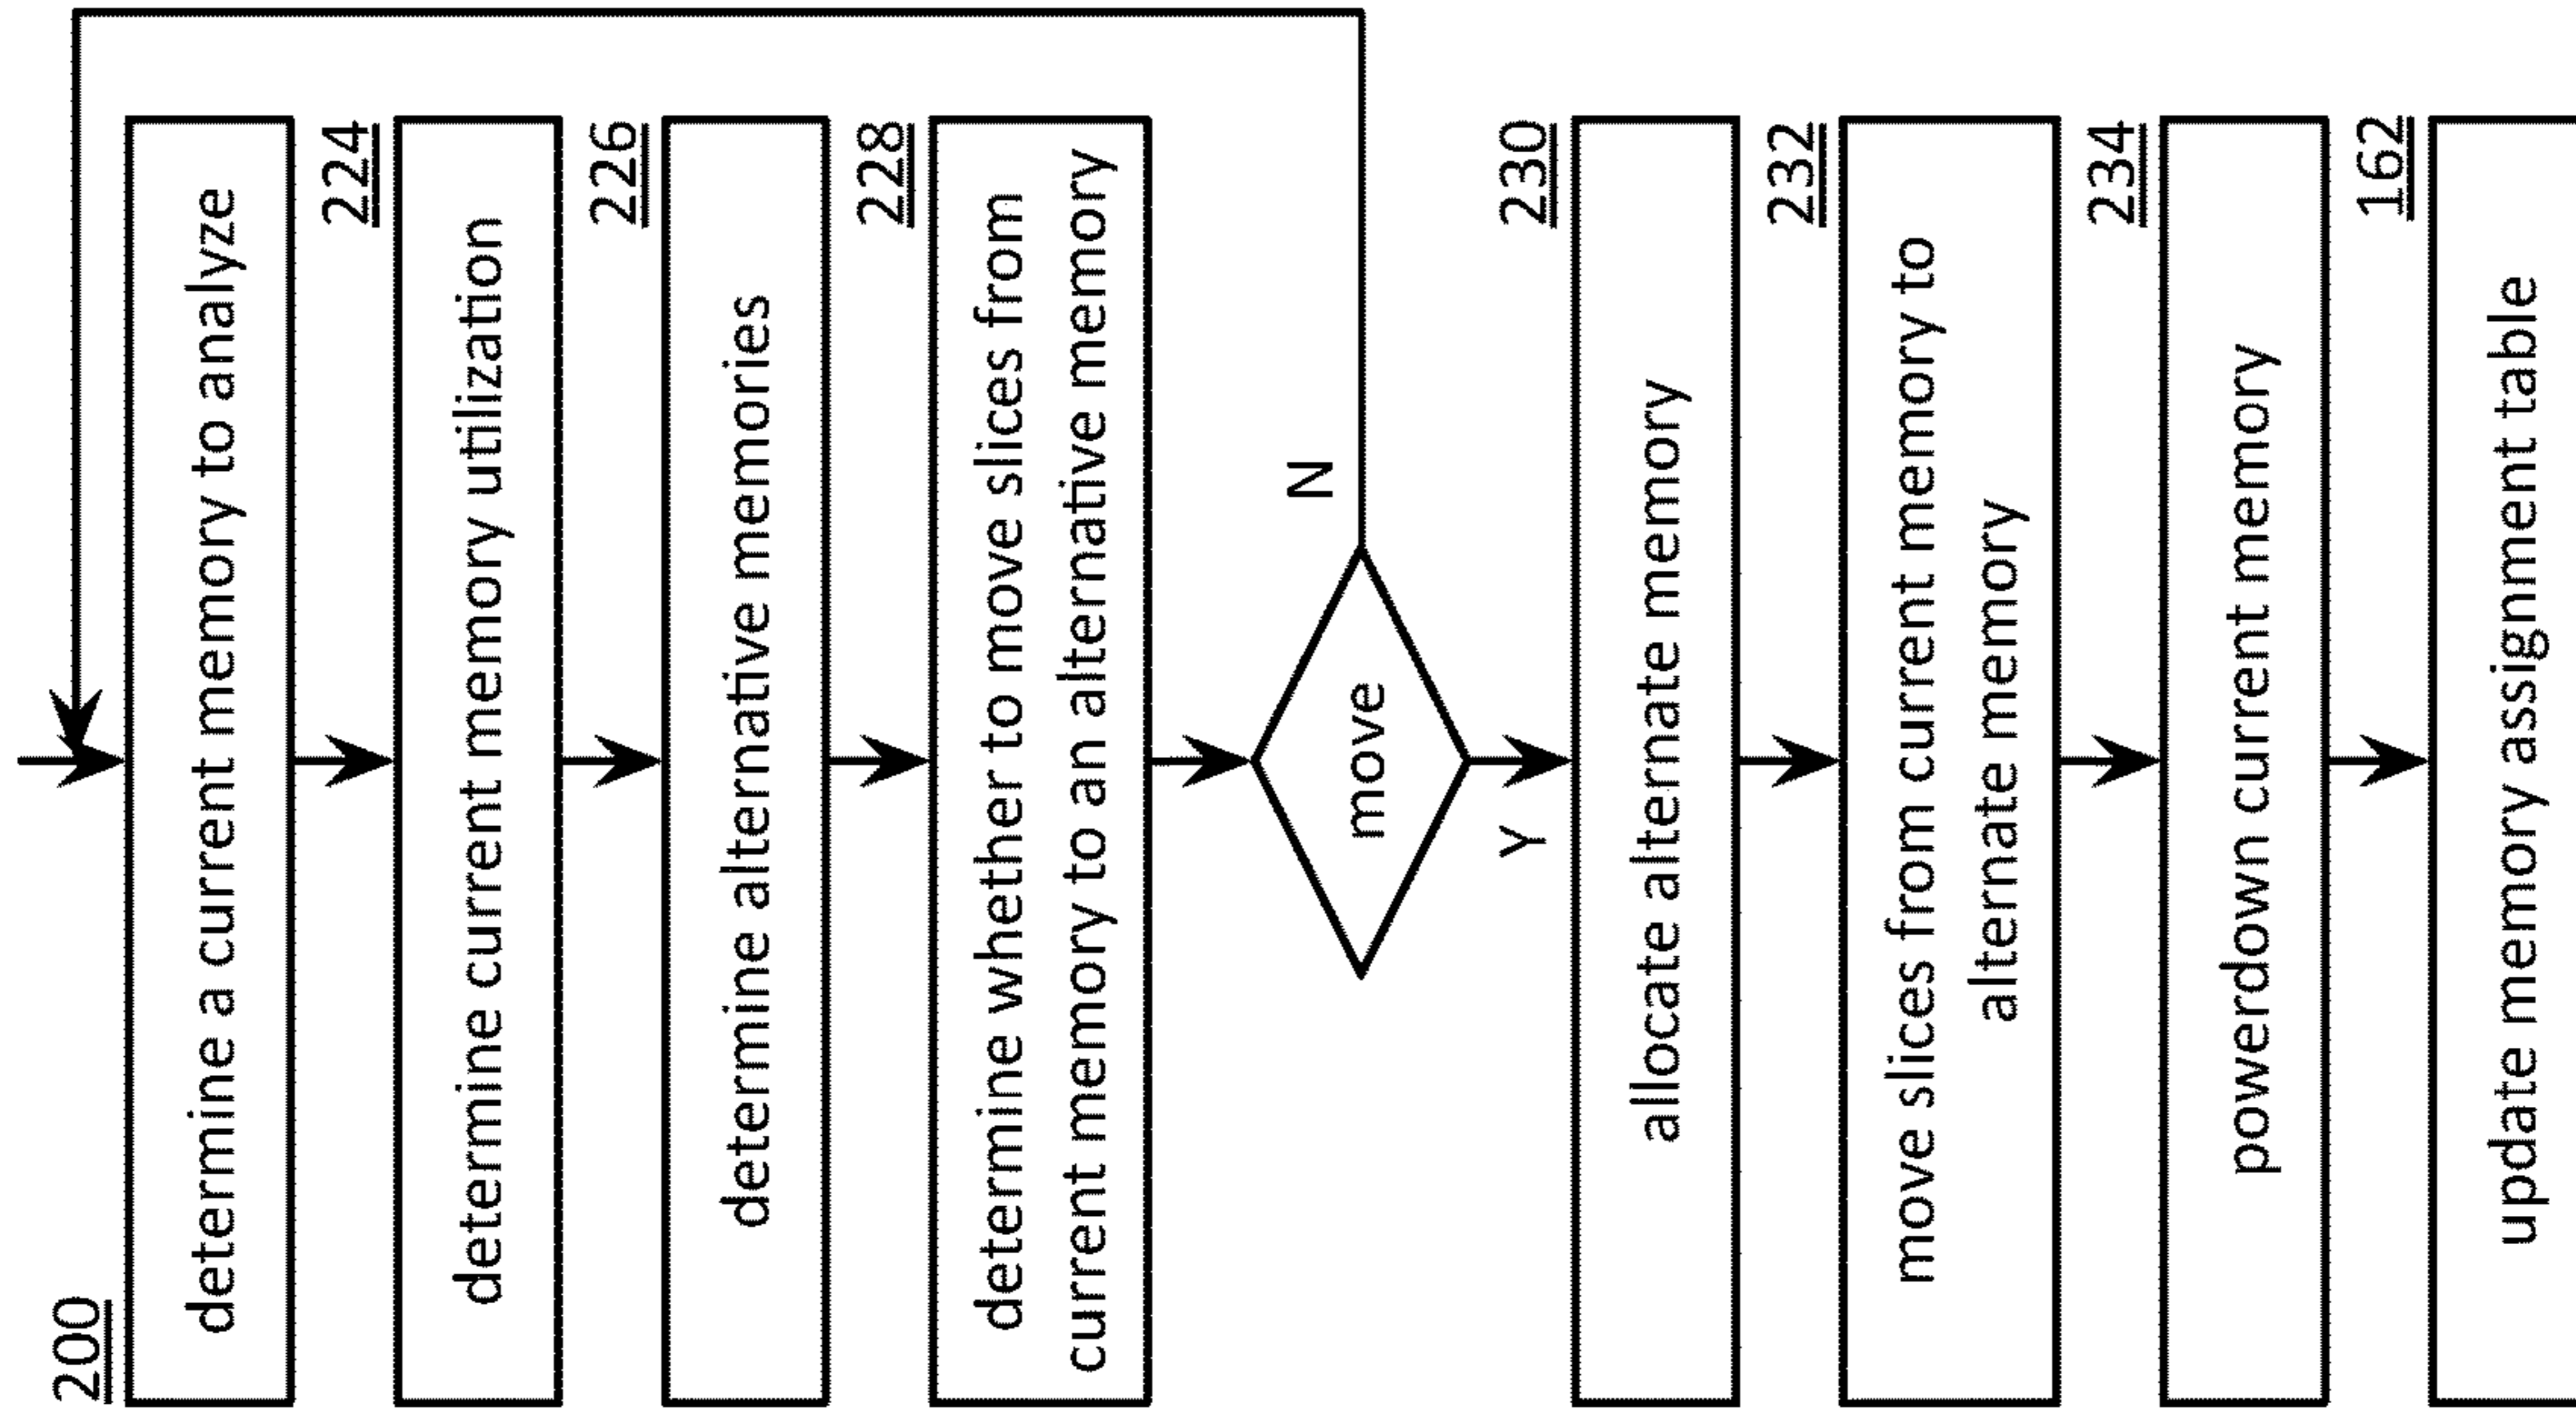 200
determine a current memory to analyze
224
determine current memory utilization
226
determine alternative memories
228
determine whether to move slices from
current memory to an alternative memory
move
N
Y
230
allocate alternate memory
232
move slices from current memory to
alternate memory
234
powerdown current memory
162
update memory assignment table